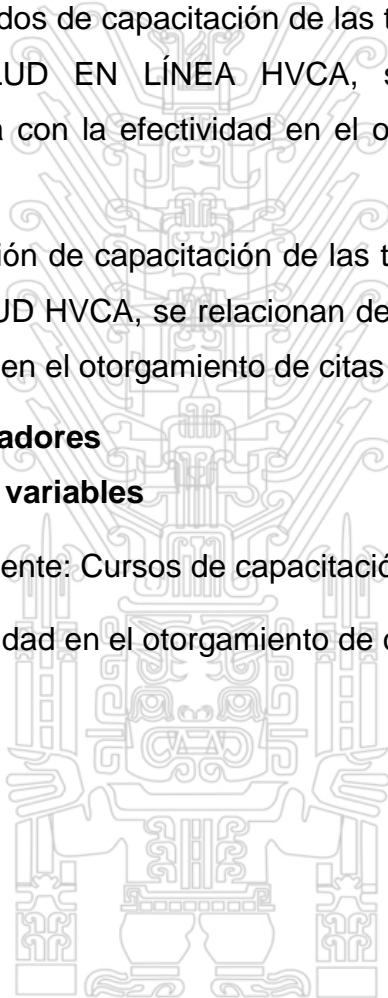 dos de capacitación de las t
LUD EN LÍNEA HVCA, s
a con la efectividad en el o
ión de capacitación de las t
UD HVCA, se relacionan de
en el otorgamiento de citas
adores
variables
ente: Cursos de capacitació
dad en el otorgamiento de c